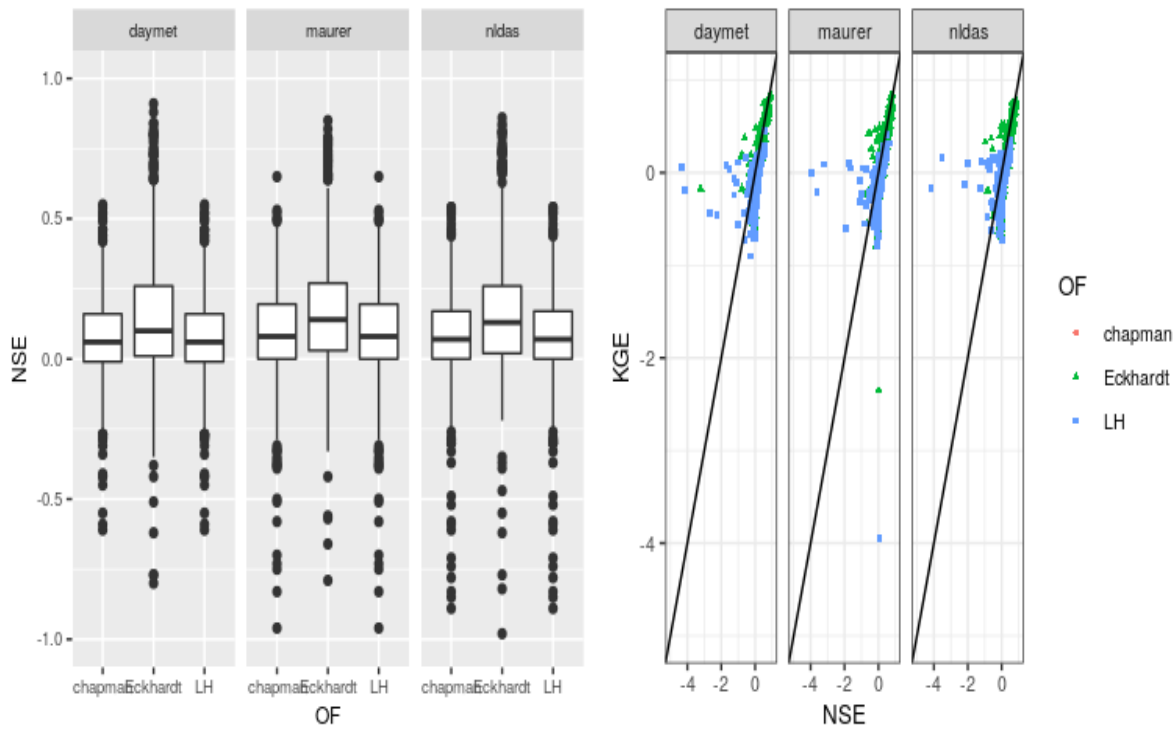 daymet maurer nldas
1.0
0.5
0.0
-0.5
-1.0
NSE
chapman Eckhardt LH chapman Eckhardt LH chapman Eckhardt LH
OF
daymet maurer nldas
0
-2
-4
KGE
-4 -2 0 -4 -2 0 -4 -2 0
NSE
OF
chapman
Eckhardt
LH